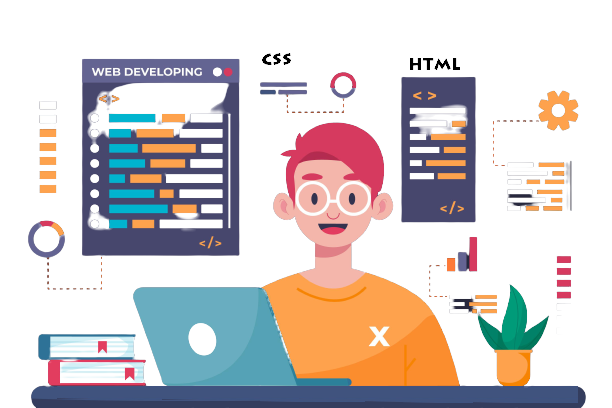 CSS
HTML
WEB DEVELOPING
</>
< >
</>
</>
X